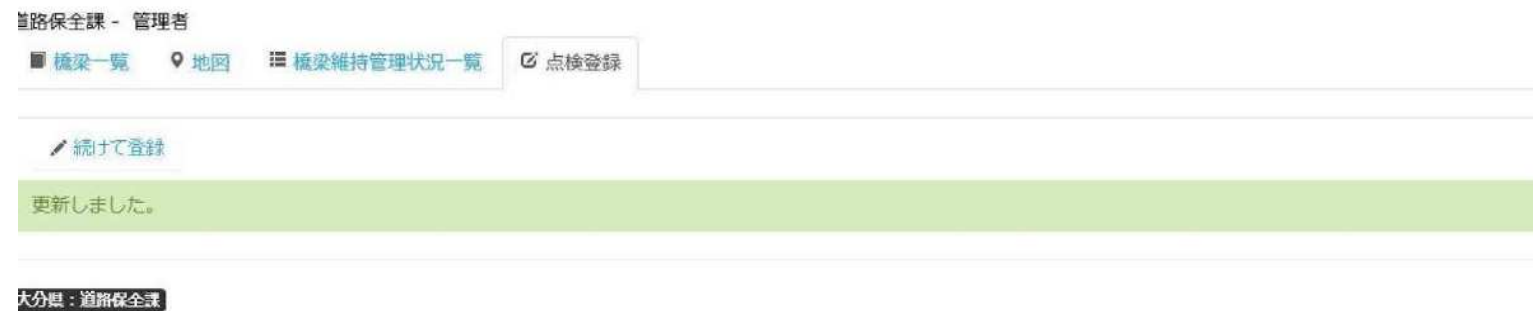 道路保全課 - 管理者
橋梁一覧 地図 橋梁維持管理状況一覧 点検登録
続けて登録
更新しました。
大分県：道路保全課